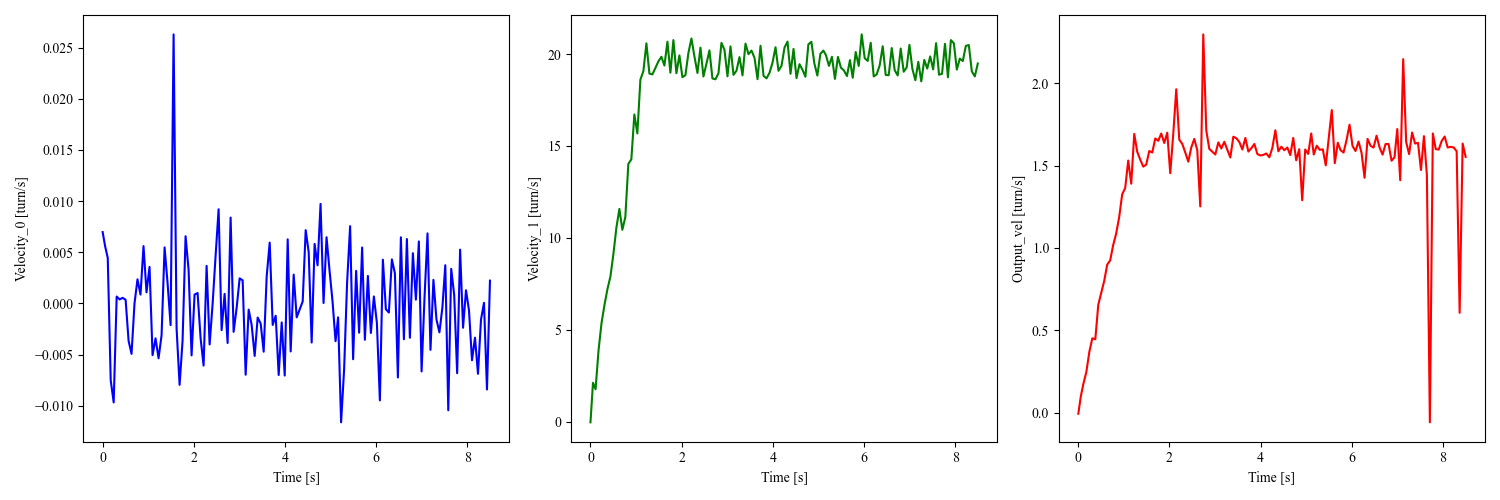 Velocity_0 [turn/s]
0.025
0.020
0.015
0.010
0.005
0.000
−0.005
−0.010
0 2 4 6 8
Time [s]
Velocity_1 [turn/s]
20
15
10
5
0
0 2 4 6 8
Time [s]
Output_vel [turn/s]
2.0
1.5
1.0
0.5
0.0
0 2 4 6 8
Time [s]